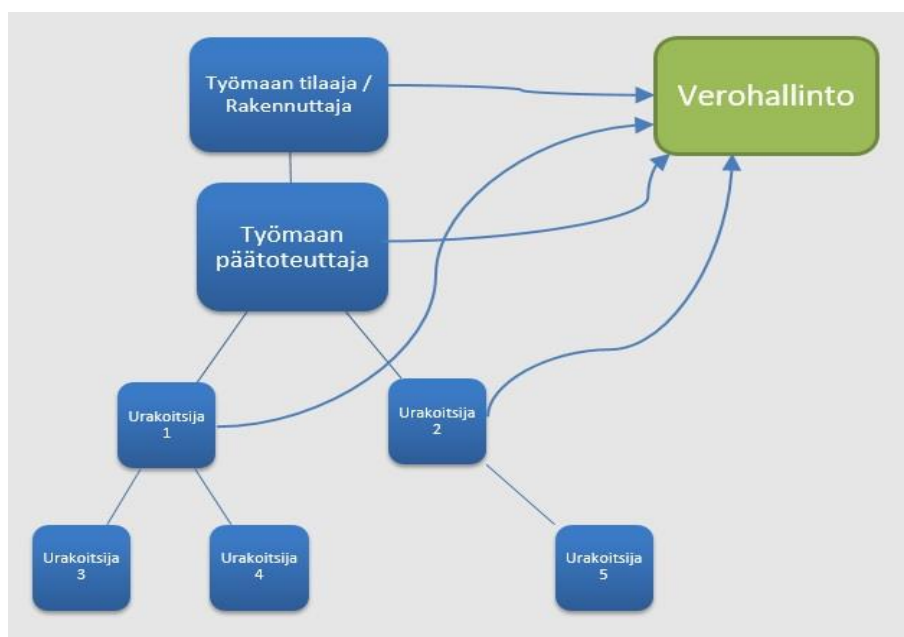 Työmaan tilaaja /
Rakennuttaja
Verohallinto
Työmaan
päätoteuttaja
Urakoitsija
1
Urakoitsija
2
Urakoitsija
3
Urakoitsija
4
Urakoitsija
5